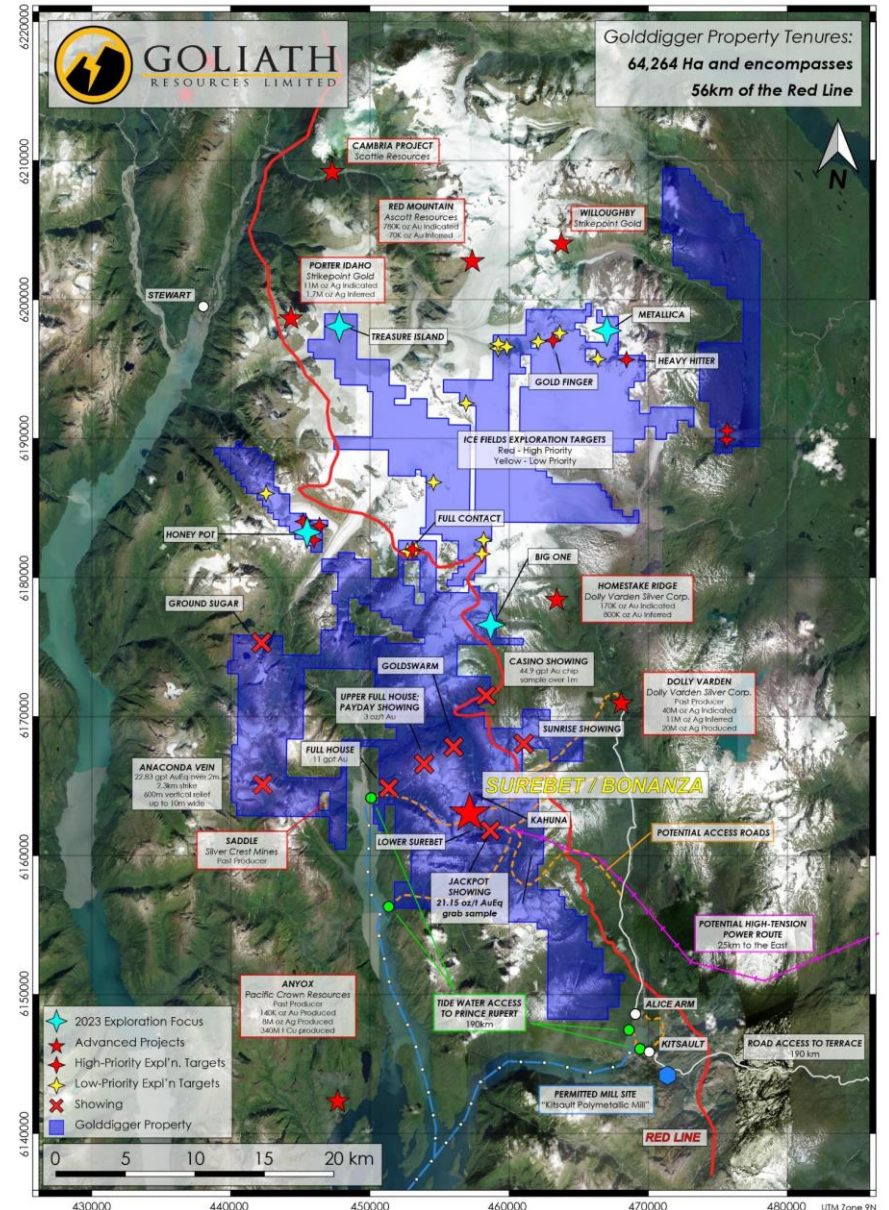 GOLIATH
RESOURCES LIMITED
Golddigger Property Tenures:
64,264 Ha and encompasses
56km of the Red Line
N
CAMBRIA PROJECT
Scottie Resources
RED MOUNTAIN
Ascott Resources
780K oz Au Indicated
70K oz Au Inferred
WILLOUGHBY
Strikepoint Gold
PORTER IDAHO
Strikepoint Gold
11M oz Ag Indicated
1.7M oz Ag Inferred
STEWART
TREASURE ISLAND
METALLICA
HEAVY HITTER
GOLD FINGER
ICE FIELDS EXPLORATION TARGETS
Red - High Priority
Yellow - Low Priority
FULL CONTACT
HONEY POT
BIG ONE
HOMESTAKE RIDGE
Dolly Varden Silver Corp.
170K oz Au Indicated
800K oz Au Inferred
GROUND SUGAR
GOLDSWARM
CASINO SHOWING
44.9 gpt Au chip
sample over 1m
DOLLY VARDEN
Dolly Varden Silver Corp.
Past Producer
40M oz Ag Indicated
11M oz Ag Inferred
20M oz Ag Produced
UPPER FULL HOUSE;
PAYDAY SHOWING
3 oz/t Au
SUNRISE SHOWING
FULL HOUSE
11 gpt Au
ANACONDA VEIN
22.83 gpt AuEq over 2m
2.3km strike
600m vertical relief
up to 10m wide
SUREBET / BONANZA
KAHUNA
SADDLE
Silver Crest Mines
Past Producer
LOWER SUREBET
POTENTIAL ACCESS ROADS
JACKPOT
SHOWING
21.15 oz/t AuEq
grab sample
POTENTIAL HIGH-TENSION
POWER ROUTE
25km to the East
ANYOX
Pacific Crown Resources
Past Producer
140K oz Au Produced
8M oz Ag Produced
340M t Cu produced
TIDE WATER ACCESS
TO PRINCE RUPERT
190km
ALICE ARM
KITSAULT
ROAD ACCESS TO TERRACE
190 km
PERMITTED MILL SITE
"Kitsault Polymetallic Mill"
RED LINE
2023 Exploration Focus
Advanced Projects
High-Priority Expl'n. Targets
Low-Priority Expl'n Targets
Showing
Golddigger Property
0 5 10 15 20 km
6220000
6210000
6200000
6190000
6180000
6170000
6160000
6150000
6140000
430000 440000 450000 460000 470000 480000 UTM Zone 9N